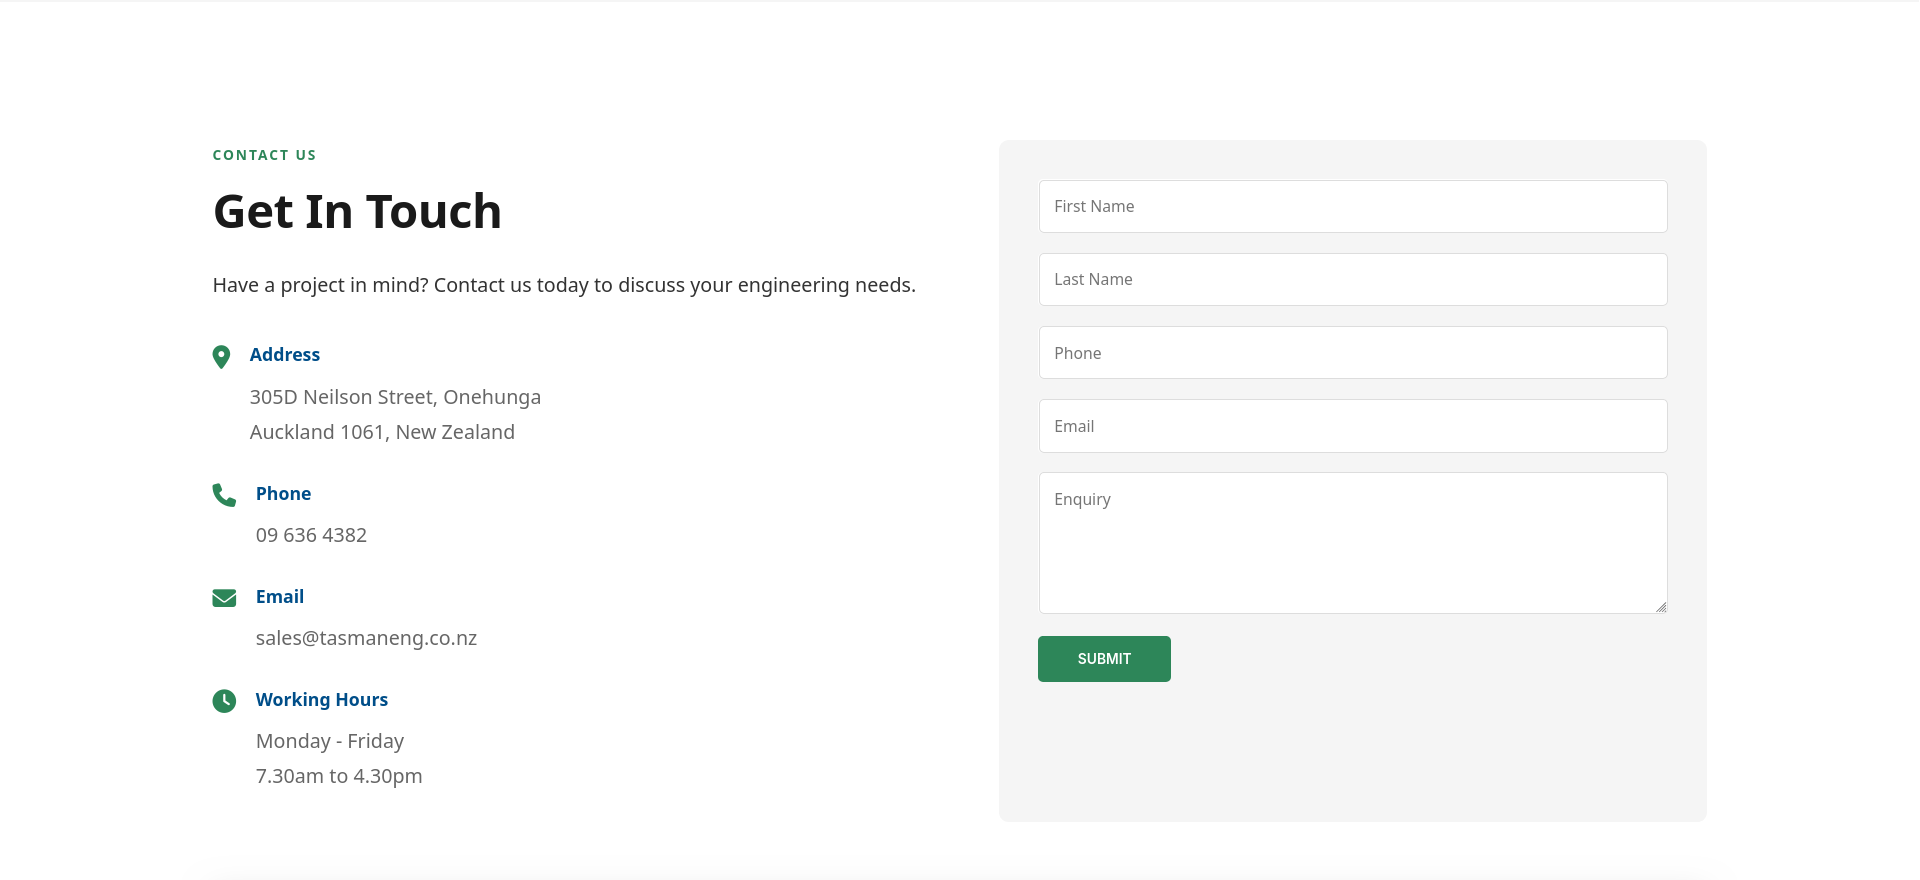 CONTACT US
Get In Touch
Have a project in mind? Contact us today to discuss your engineering needs.
Address
305D Neilson Street, Onehunga
Auckland 1061, New Zealand
Phone
09 636 4382
Email
sales@tasmaneng.co.nz
Working Hours
Monday - Friday
7.30am to 4.30pm
First Name
Last Name
Phone
Email
Enquiry
SUBMIT